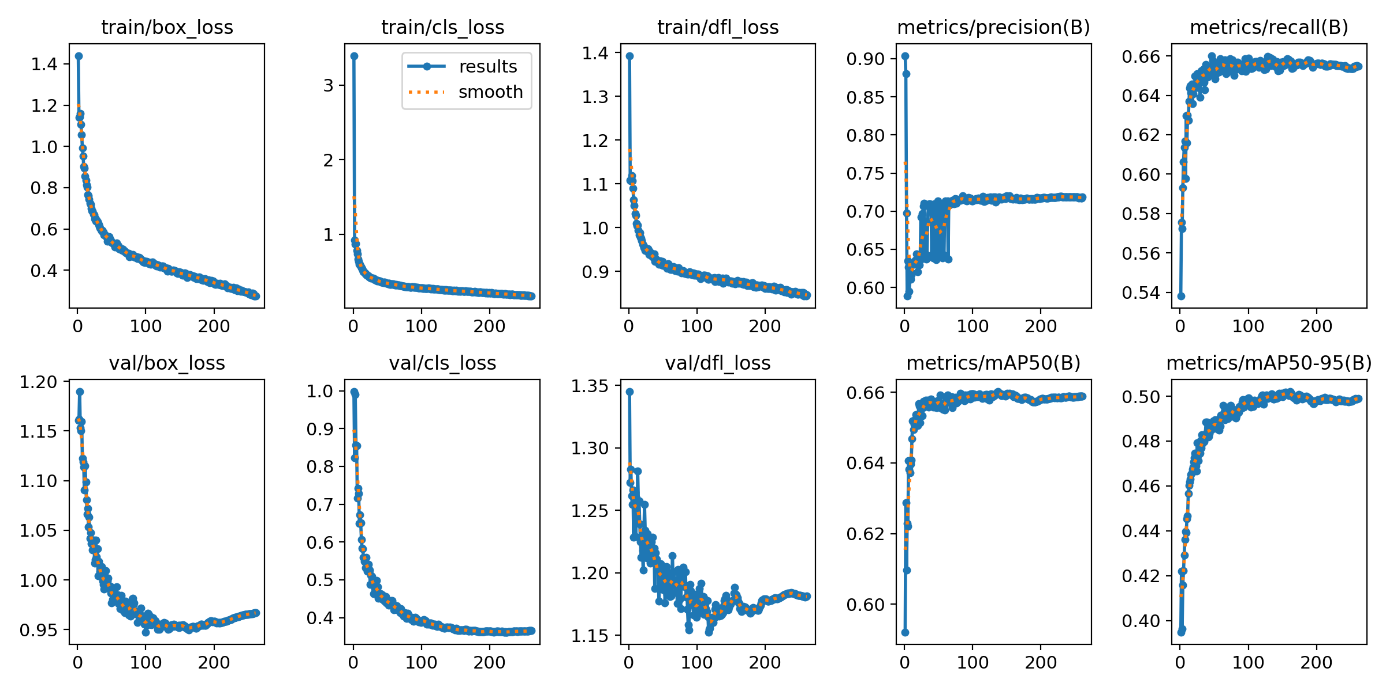 train/box_loss
1.4
1.2
1.0
0.8
0.6
0.4
0 100 200
train/cls_loss
results
smooth
3
2
1
0 100 200
train/dfl_loss
1.4
1.3
1.2
1.1
1.0
0.9
0 100 200
metrics/precision(B)
0.90
0.85
0.80
0.75
0.70
0.65
0.60
0 100 200
metrics/recall(B)
0.66
0.64
0.62
0.60
0.58
0.56
0.54
0 100 200
val/box_loss
1.20
1.15
1.10
1.05
1.00
0.95
0 100 200
val/cls_loss
1.0
0.9
0.8
0.7
0.6
0.5
0.4
0 100 200
val/dfl_loss
1.35
1.30
1.25
1.20
1.15
0 100 200
metrics/mAP50(B)
0.66
0.64
0.62
0.60
0 100 200
metrics/mAP50-95(B)
0.50
0.48
0.46
0.44
0.42
0.40
0 100 200